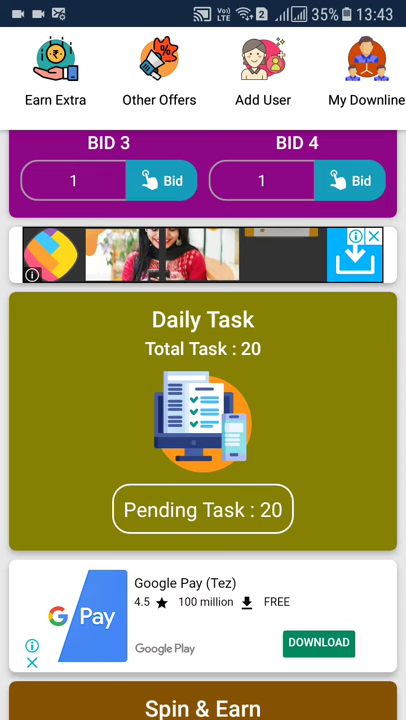 Vo)) LTE 2 35% 13:43
Earn Extra Other Offers Add User My Downline
BID 3 BID 4
1 Bid 1 Bid
Daily Task
Total Task : 20
Pending Task : 20
Google Pay (Tez)
4.5 ★ 100 million FREE
G Pay
Google Play DOWNLOAD
Spin & Earn